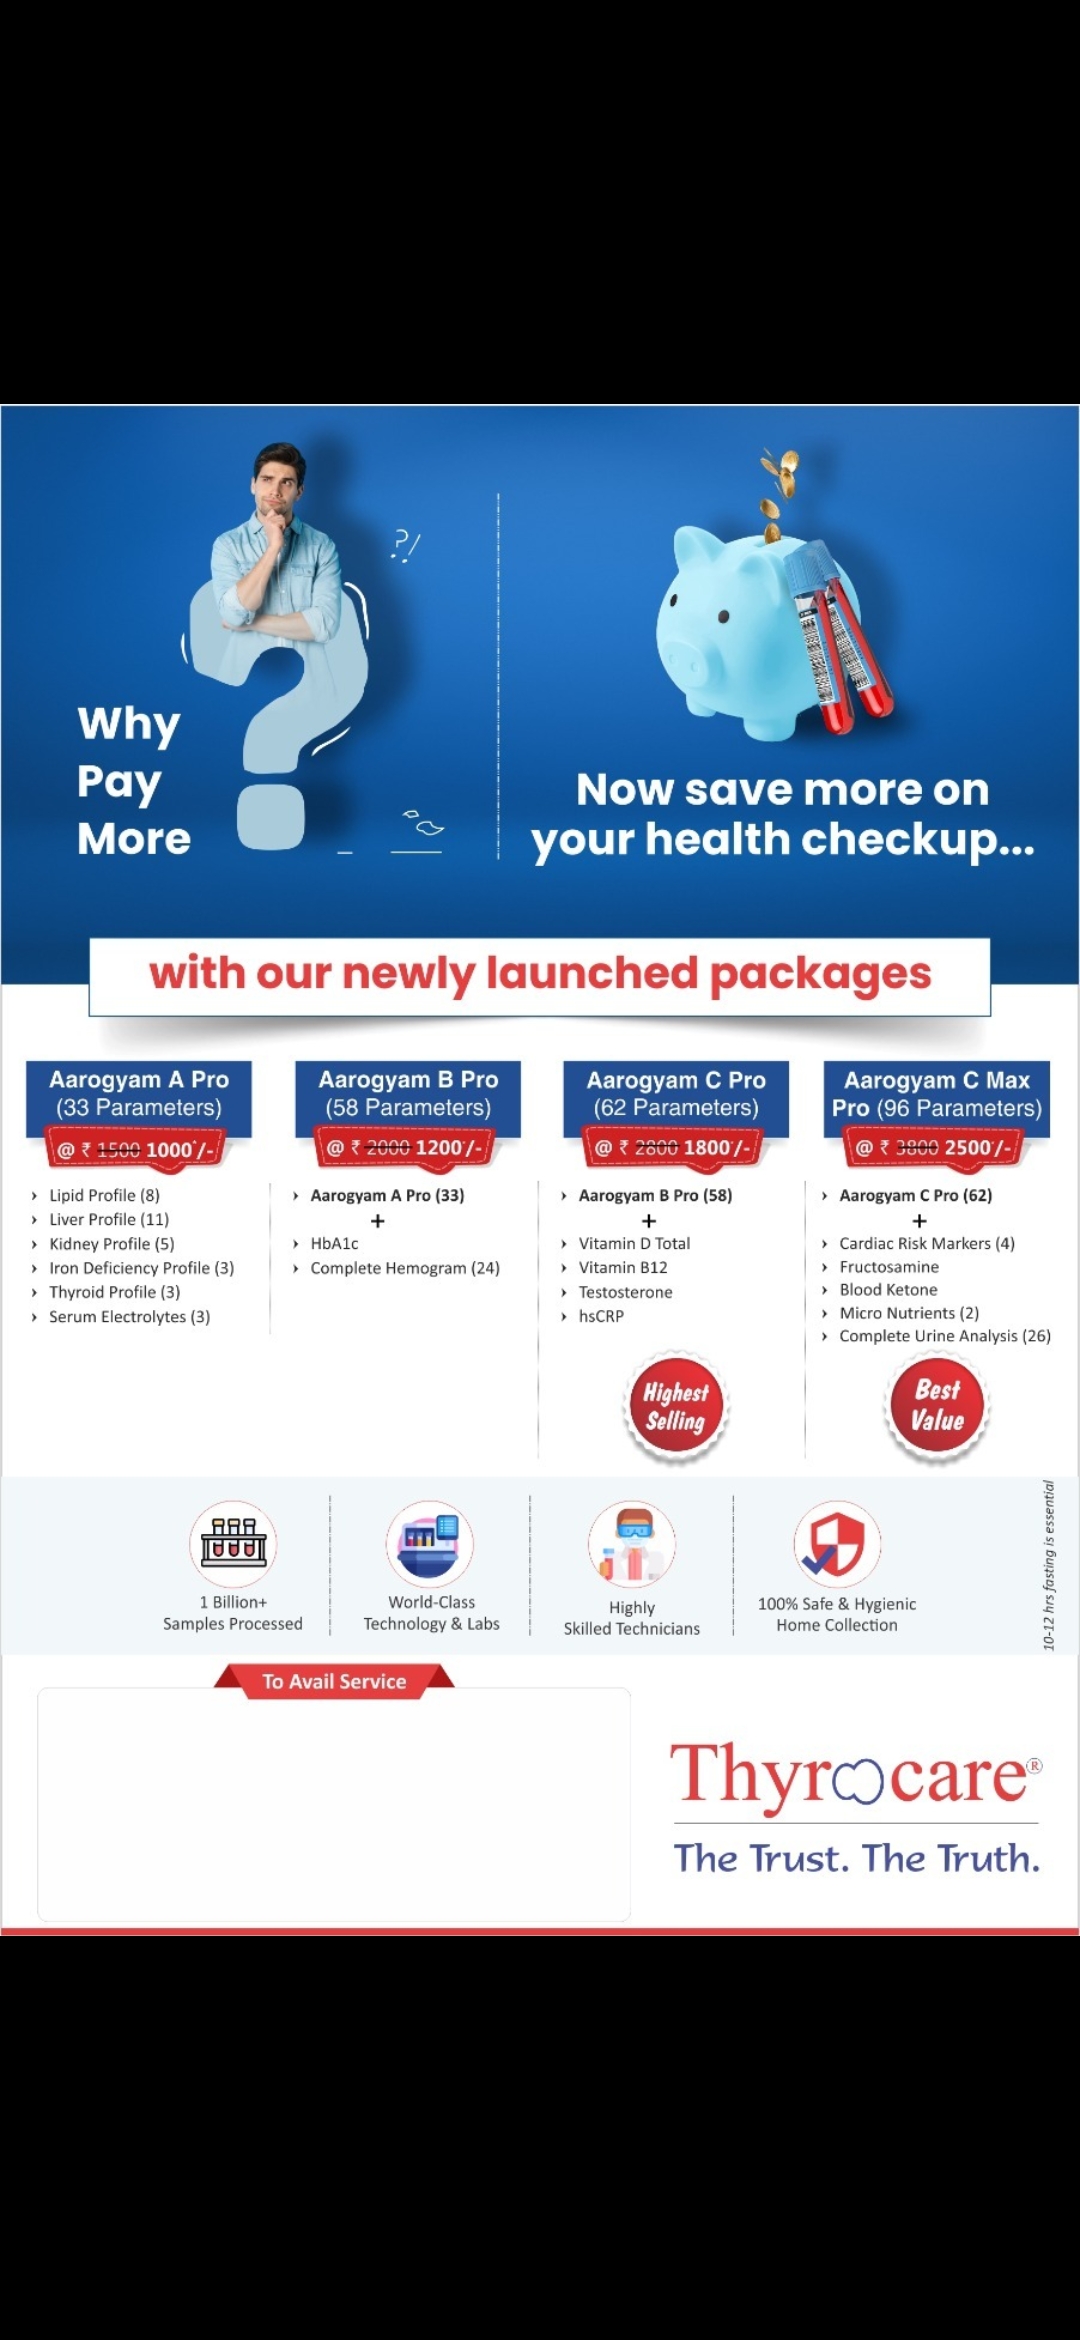 ?!
Why
Pay
More
Now save more on
your health checkup...
with our newly launched packages
Aarogyam A Pro
(33 Parameters)
@ ₹ 1500 1000*/-
› Lipid Profile (8)
› Liver Profile (11)
› Kidney Profile (5)
› Iron Deficiency Profile (3)
› Thyroid Profile (3)
› Serum Electrolytes (3)
Aarogyam B Pro
(58 Parameters)
@ ₹ 2000 1200*/-
› Aarogyam A Pro (33)
+
› HbA1c
› Complete Hemogram (24)
Aarogyam C Pro
(62 Parameters)
@ ₹ 2800 1800*/-
› Aarogyam B Pro (58)
+
› Vitamin D Total
› Vitamin B12
› Testosterone
› hsCRP
Highest
Selling
Aarogyam C Max
Pro (96 Parameters)
@ ₹ 3800 2500*/-
› Aarogyam C Pro (62)
+
› Cardiac Risk Markers (4)
› Fructosamine
› Blood Ketone
› Micro Nutrients (2)
› Complete Urine Analysis (26)
Best
Value
1 Billion+
Samples Processed
World-Class
Technology & Labs
Highly
Skilled Technicians
100% Safe & Hygienic
Home Collection
10-12 hrs fasting is essential
To Avail Service
Thyrocare®
The Trust. The Truth.